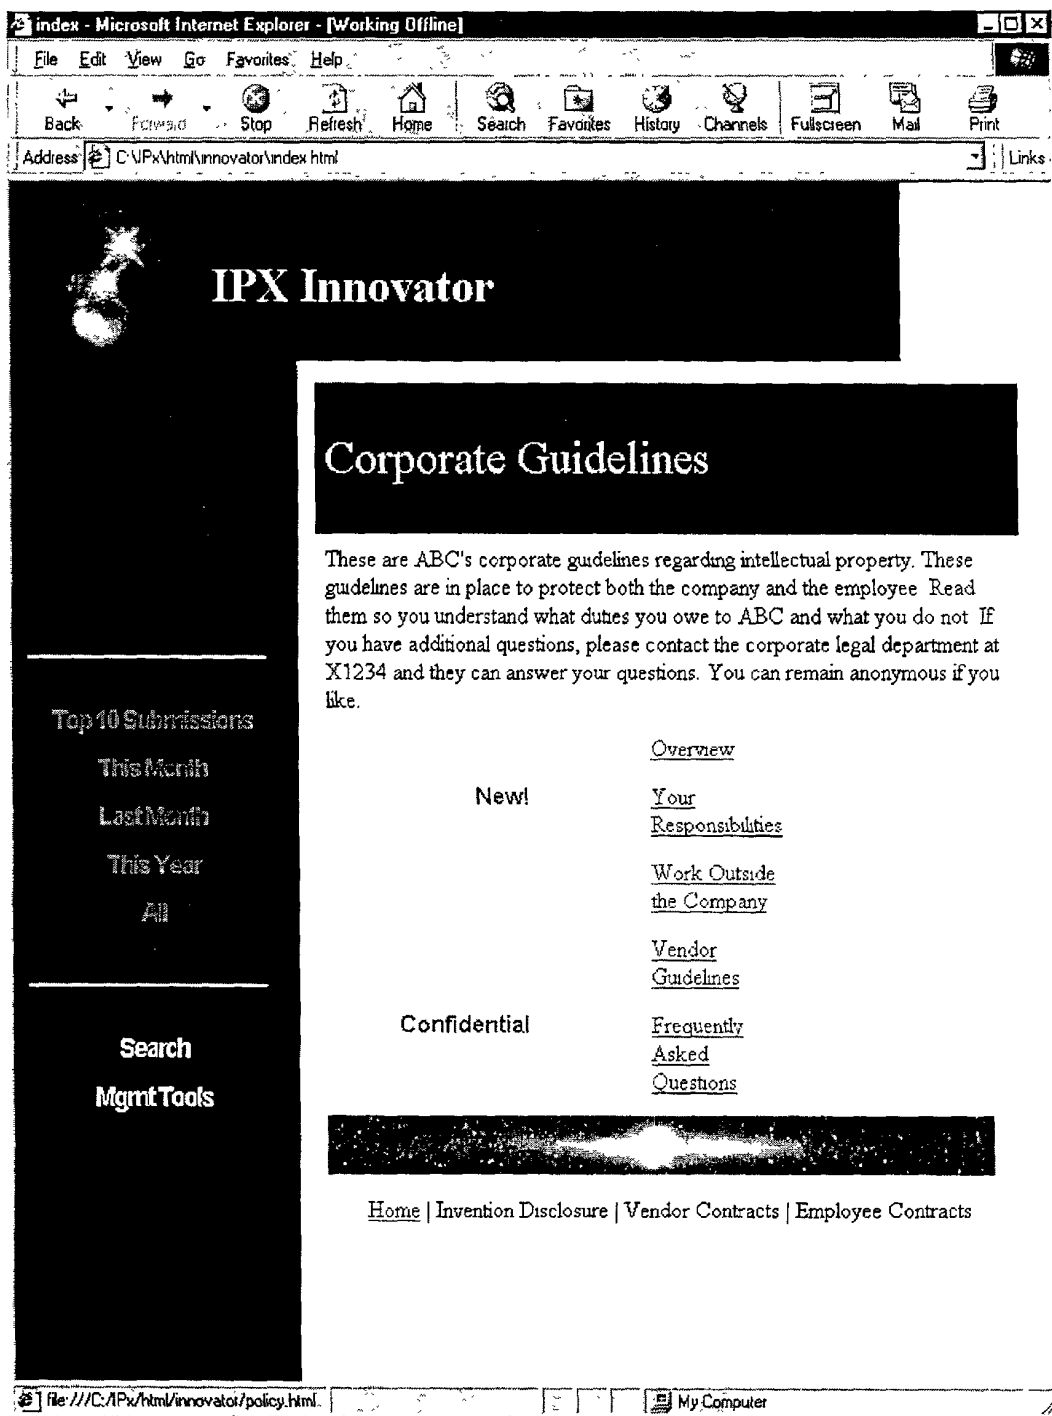 index - Microsoft Internet Explorer - [Working Offline]
File Edit View Go Favorites Help
Back Forward Stop Refresh Home Search Favorites History Channels Fullscreen Mail Print
Address C:\IPx\html\innovator\index html Links
IPX Innovator
Corporate Guidelines
These are ABC's corporate guidelines regarding intellectual property. These
guidelines are in place to protect both the company and the employee Read
them so you understand what duties you owe to ABC and what you do not If
you have additional questions, please contact the corporate legal department at
X1234 and they can answer your questions. You can remain anonymous if you
like.
Top 10 Submissions
This Month
Last Month
This Year
All
Search
Mgmt Tools
Overview
New! Your
Responsibilities
Work Outside
the Company
Vendor
Guidelines
Confidential Frequently
Asked
Questions
Home | Invention Disclosure | Vendor Contracts | Employee Contracts
file:///C:/IPx/html/innovator/policy.html. My Computer